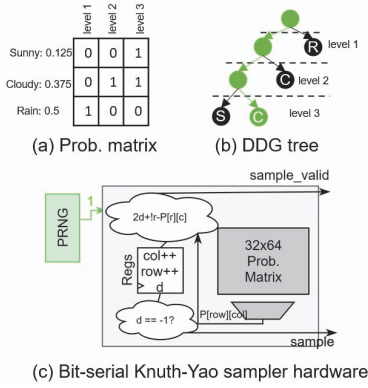 level 1 level 2 level 3
Sunny: 0.125 0 0 1
Cloudy: 0.375 0 1 1
Rain: 0.5 1 0 0
(a) Prob. matrix
R level 1
C level 2
S C level 3
(b) DDG tree
sample_valid
PRNG
1
2d+!r-P[r][c]
Regs
col++
row++
d
32x64
Prob.
Matrix
d == -1?
P[row][col]
sample
(c) Bit-serial Knuth-Yao sampler hardware